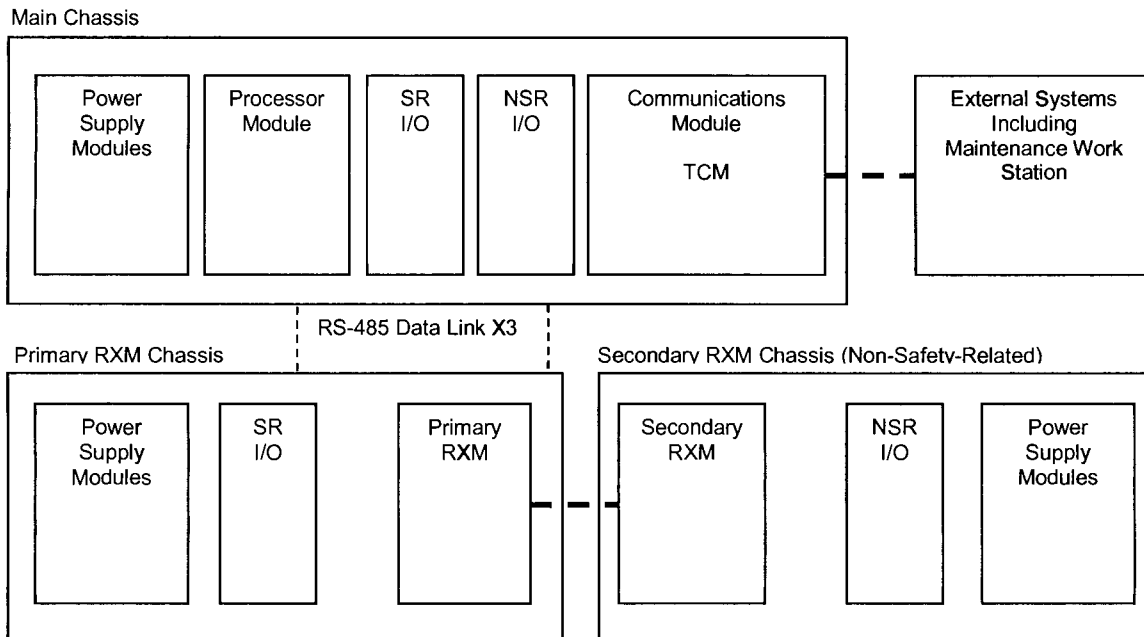 Main Chassis
Power
Supply
Modules
Processor
Module
SR
I/O
NSR
I/O
Communications
Module
TCM
External Systems
Including
Maintenance Work
Station
RS-485 Data Link X3
Primary RXM Chassis
Secondary RXM Chassis (Non-Safety-Related)
Power
Supply
Modules
SR
I/O
Primary
RXM
Secondary
RXM
NSR
I/O
Power
Supply
Modules